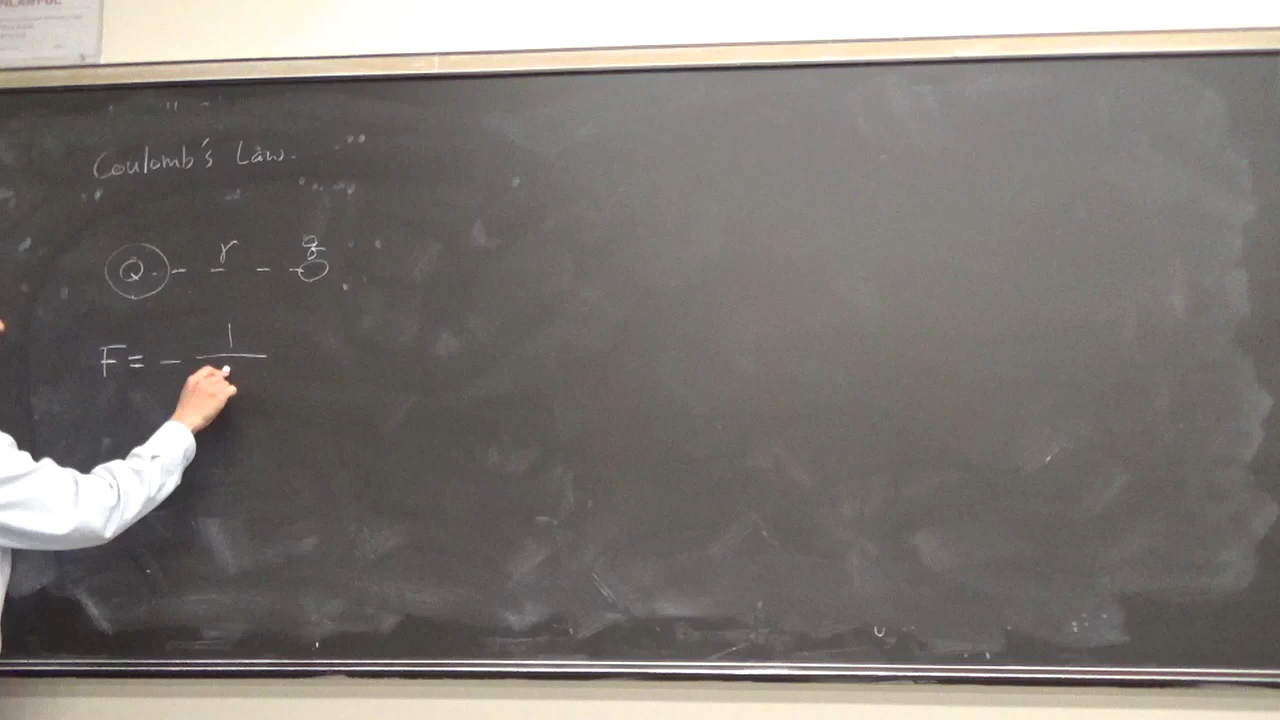 Coulomb's Law.
Q r q
F = - 1